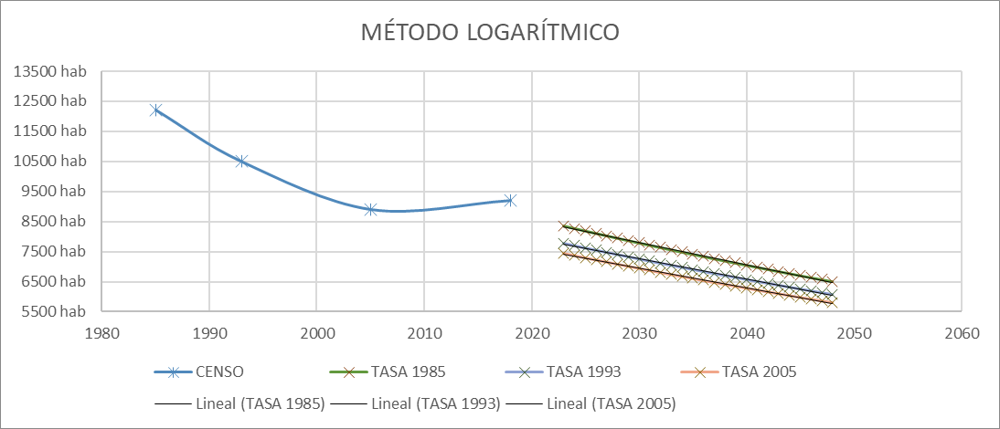 MÉTODO LOGARÍTMICO
13500 hab
12500 hab
11500 hab
10500 hab
9500 hab
8500 hab
7500 hab
6500 hab
5500 hab
1980 1990 2000 2010 2020 2030 2040 2050 2060
CENSO TASA 1985 TASA 1993 TASA 2005
Lineal (TASA 1985) Lineal (TASA 1993) Lineal (TASA 2005)